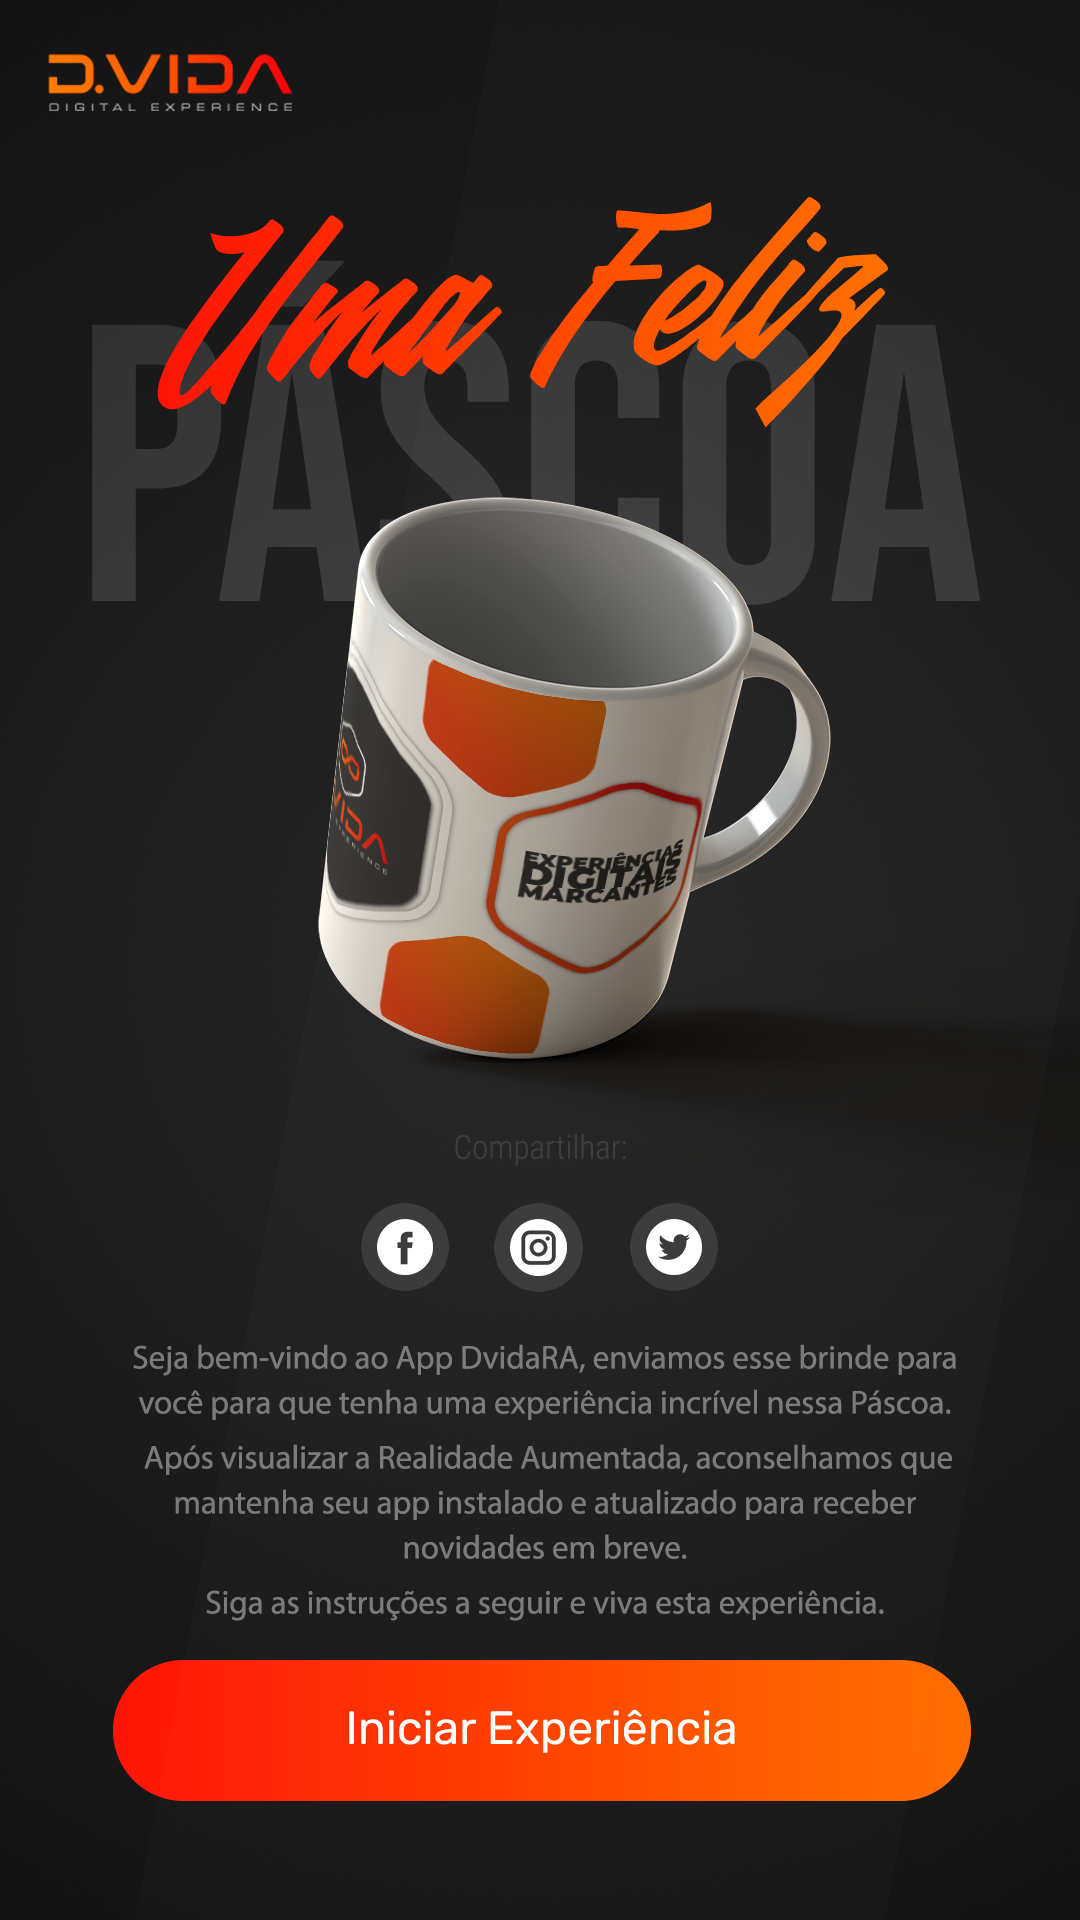 D.VIDA
DIGITAL EXPERIENCE
Uma Feliz
PÁSCOA
VIDA
EXPERIENCE
EXPERIÊNCIAS
DIGITAIS
MARCANTES
Compartilhar:
Seja bem-vindo ao App DvidaRA, enviamos esse brinde para
você para que tenha uma experiência incrível nessa Páscoa.
Após visualizar a Realidade Aumentada, aconselhamos que
mantenha seu app instalado e atualizado para receber
novidades em breve.
Siga as instruções a seguir e viva esta experiência.
Iniciar Experiência